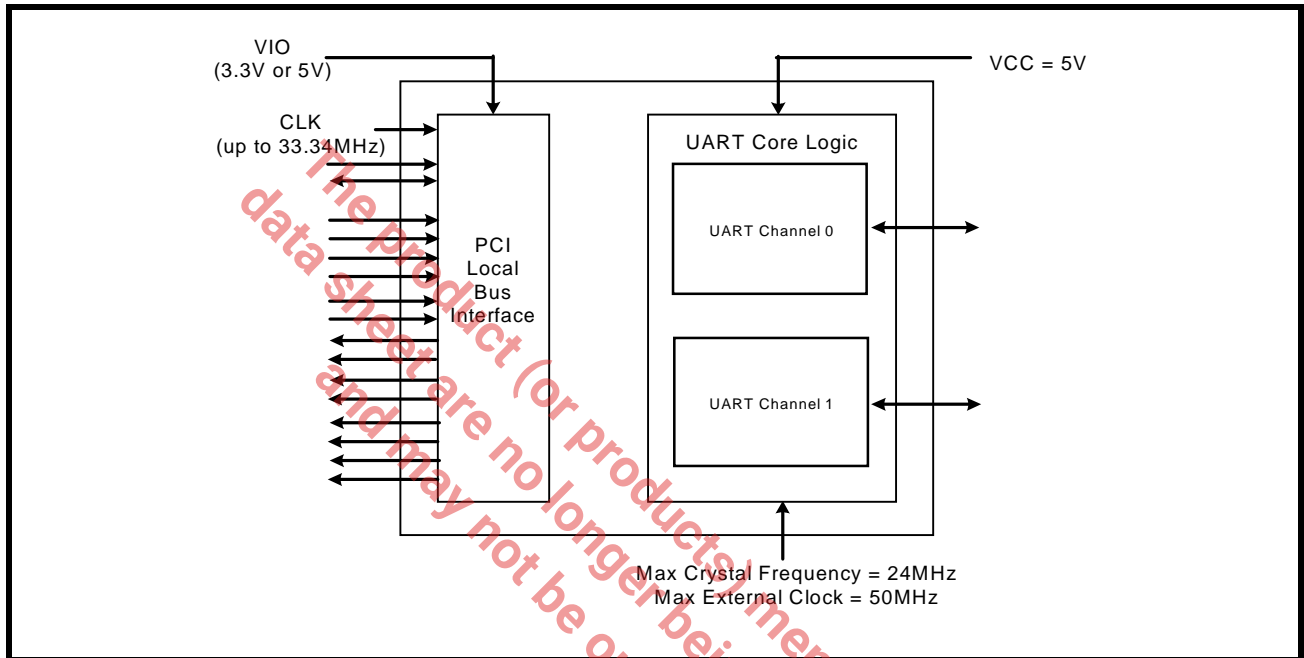 VIO
(3.3V or 5V)
VCC = 5V
CLK
(up to 33.34MHz)
UART Core Logic
UART Channel 0
PCI
Local
Bus
Interface
UART Channel 1
Max Crystal Frequency = 24MHz
Max External Clock = 50MHz
The product (or products) men
data sheet are no longer bei
and may not be or